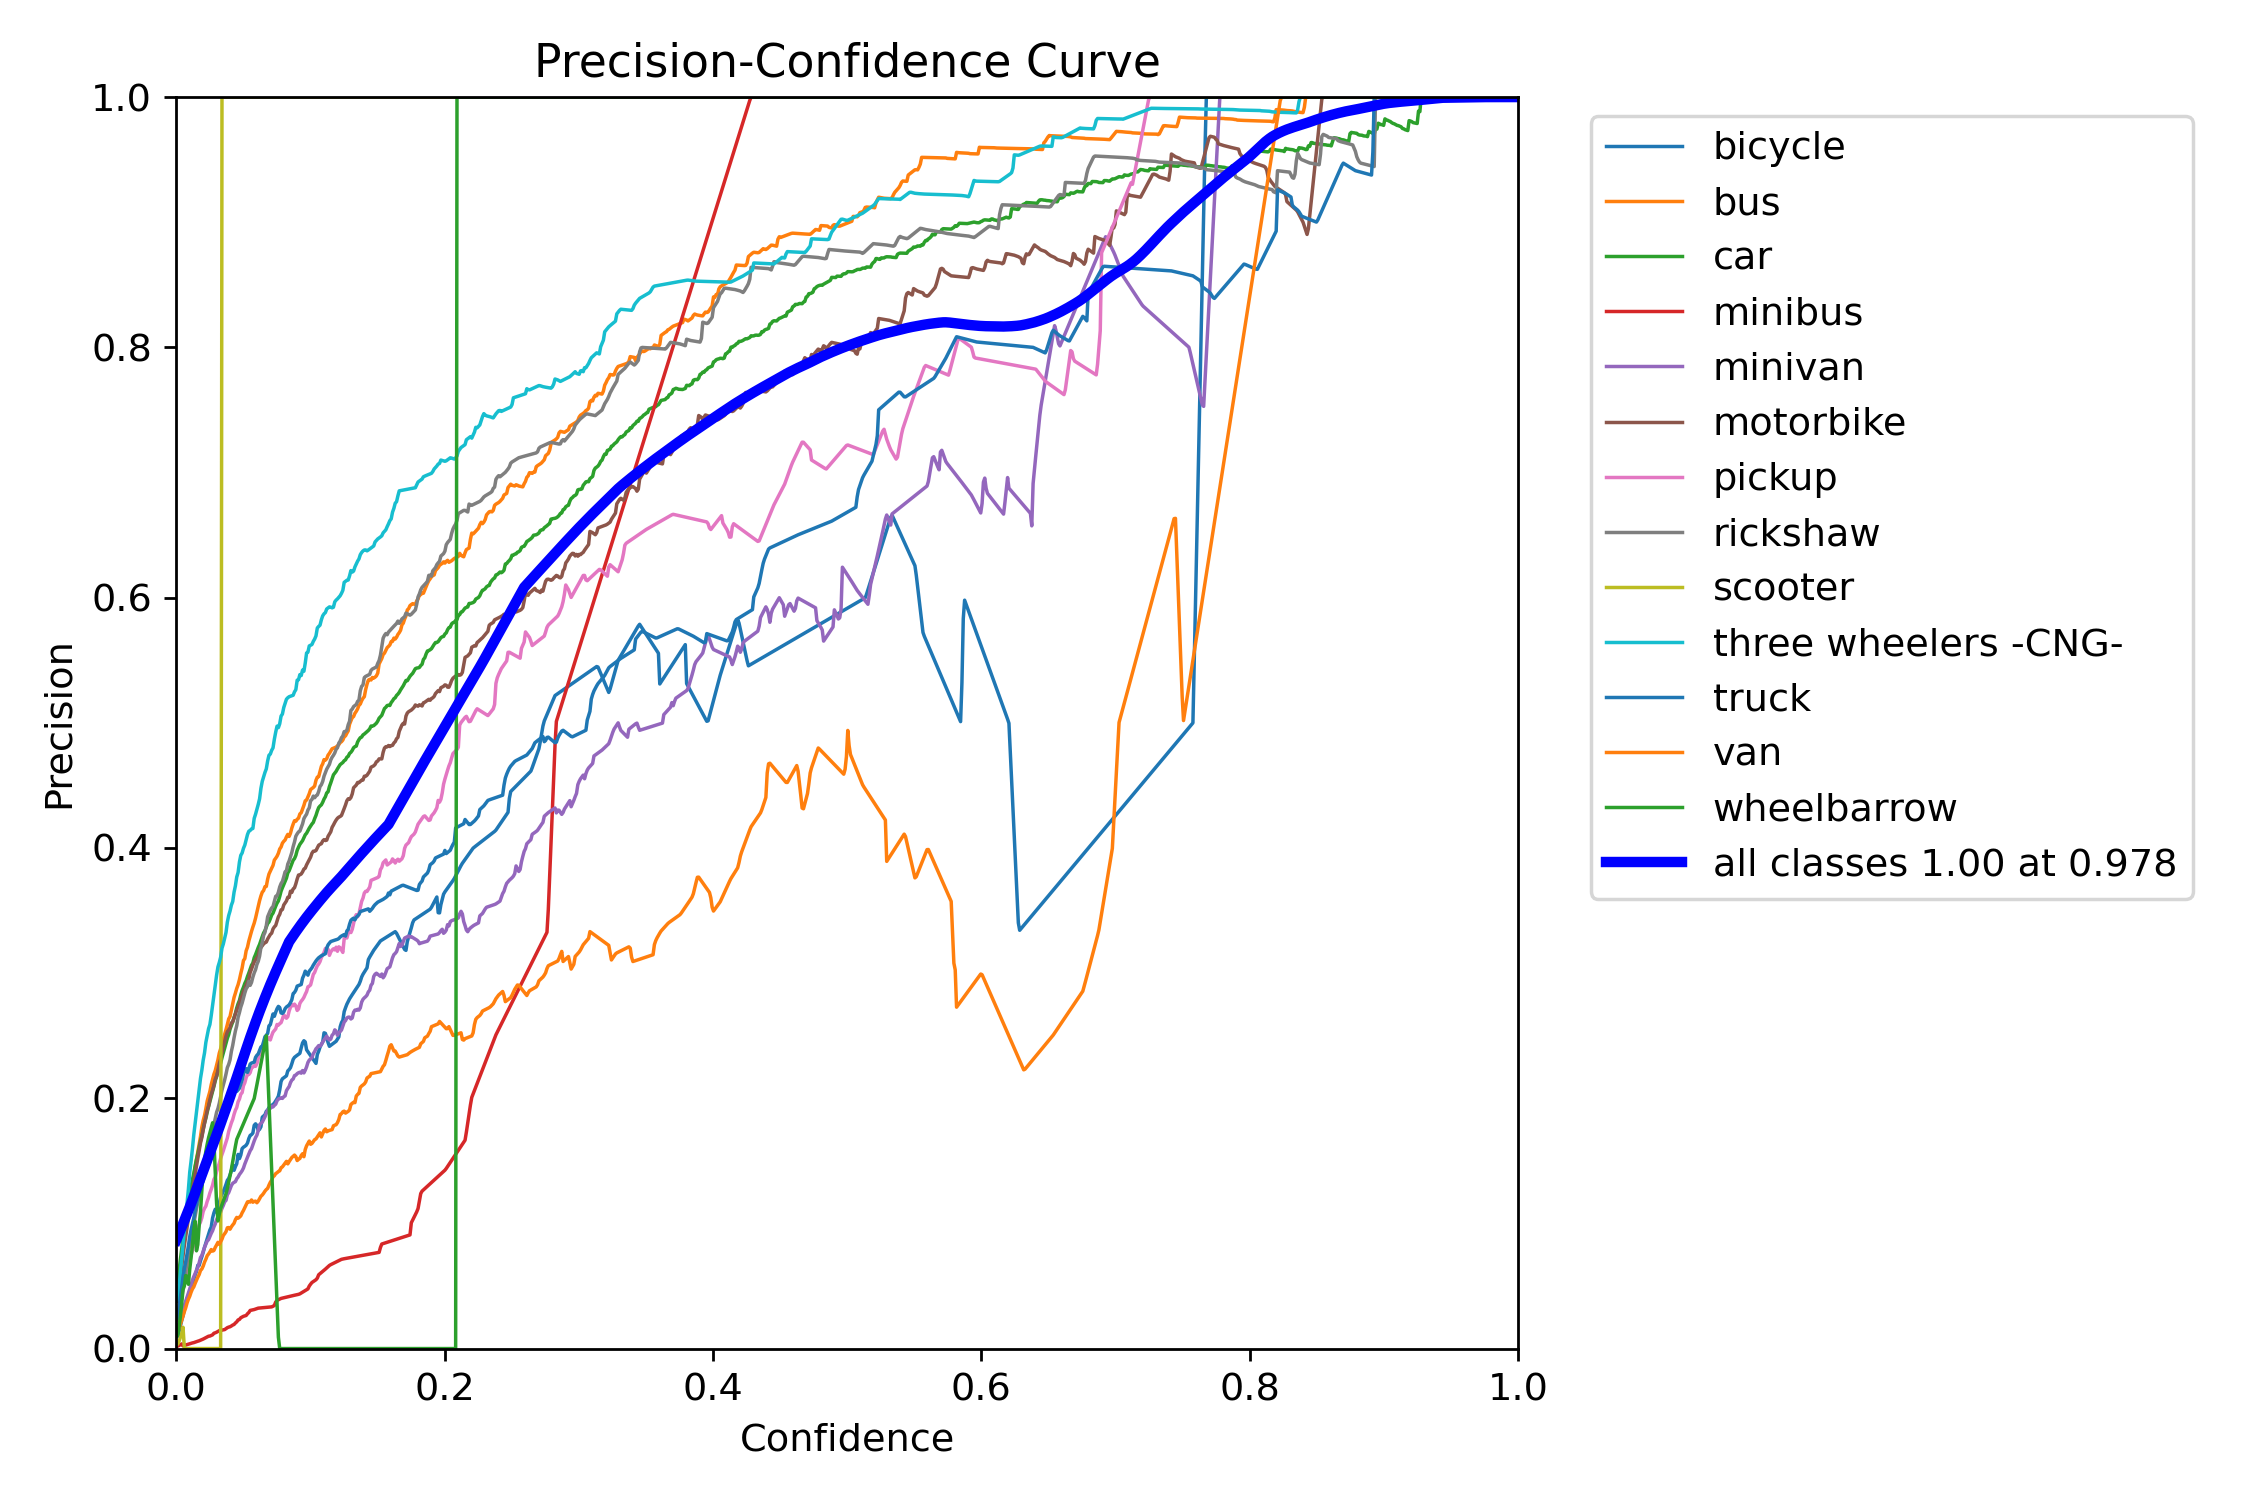 Precision-Confidence Curve
1.0
0.8
0.6
0.4
0.2
0.0
Precision
0.0 0.2 0.4 0.6 0.8 1.0
Confidence
bicycle
bus
car
minibus
minivan
motorbike
pickup
rickshaw
scooter
three wheelers -CNG-
truck
van
wheelbarrow
all classes 1.00 at 0.978